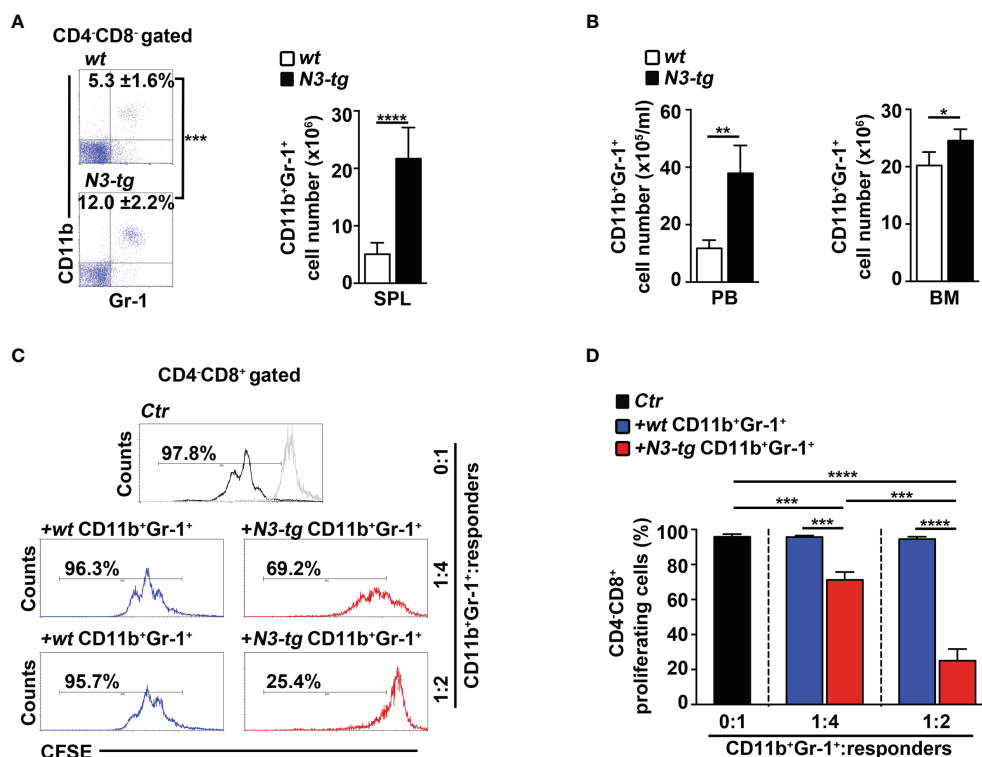 A
CD4⁻CD8⁻ gated
wt
5.3 ±1.6%
***
N3-tg
12.0 ±2.2%
CD11b
Gr-1
wt
N3-tg
CD11b⁺Gr-1⁺
cell number (x10⁶)
30
20
10
0
****
SPL
B
wt
N3-tg
CD11b⁺Gr-1⁺
cell number (x10⁵/ml)
60
40
20
0
**
PB
CD11b⁺Gr-1⁺
cell number (x10⁶)
30
20
10
0
*
BM
C
CD4⁻CD8⁺ gated
Ctr
Counts
97.8%
0:1
+wt CD11b⁺Gr-1⁺
+N3-tg CD11b⁺Gr-1⁺
Counts
96.3%
69.2%
1:4
+wt CD11b⁺Gr-1⁺
+N3-tg CD11b⁺Gr-1⁺
Counts
95.7%
25.4%
1:2
CD11b⁺Gr-1⁺:responders
CFSE
D
Ctr
+wt CD11b⁺Gr-1⁺
+N3-tg CD11b⁺Gr-1⁺
****
***
***
***
****
CD4⁻CD8⁺
proliferating cells (%)
100
80
60
40
20
0
0:1
1:4
1:2
CD11b⁺Gr-1⁺:responders